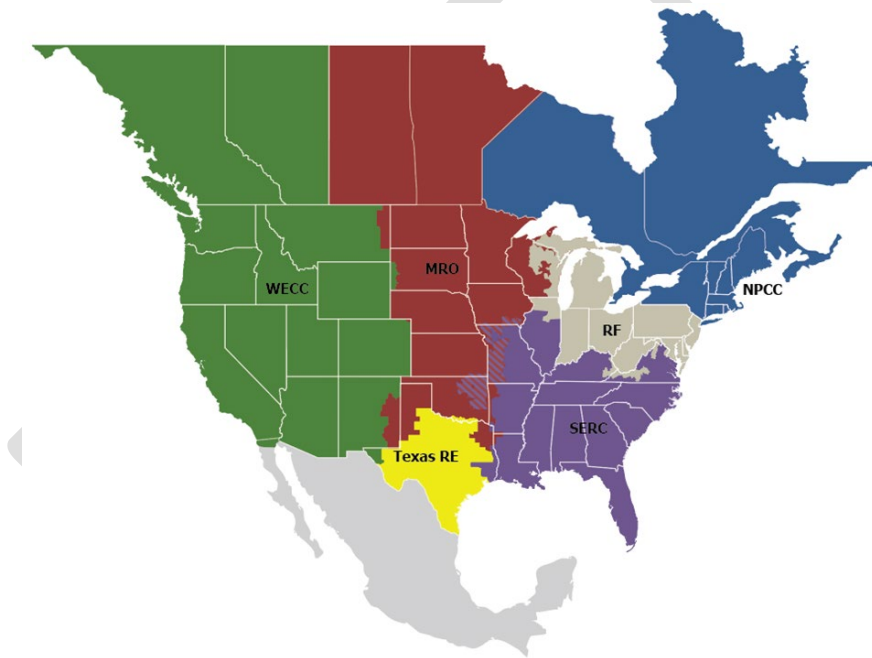 MRO
WECC
NPCC
RF
SERC
Texas RE